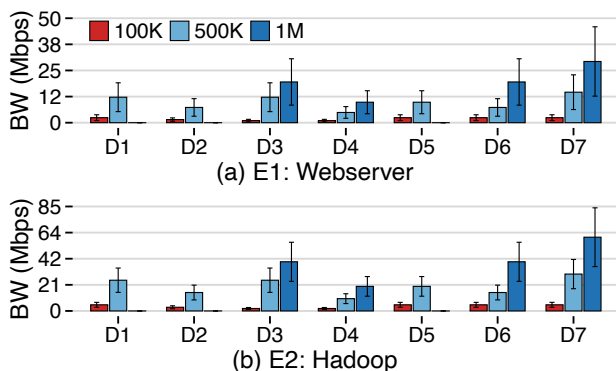 BW (Mbps)
50
38
25
12
0
100K 500K 1M
D1 D2 D3 D4 D5 D6 D7
(a) E1: Webserver
BW (Mbps)
85
64
42
21
0
D1 D2 D3 D4 D5 D6 D7
(b) E2: Hadoop